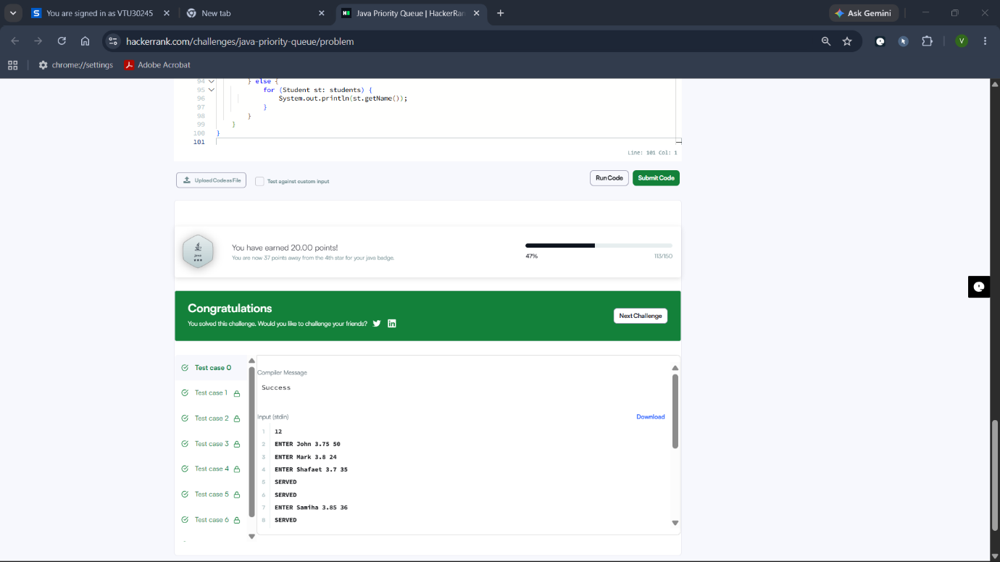 You are signed in as VTU30245
New tab
Java Priority Queue | HackerRan
Ask Gemini
hackerrank.com/challenges/java-priority-queue/problem
V
chrome://settings
Adobe Acrobat
94 } else {
95 for (Student st: students) {
96 System.out.println(st.getName());
97 }
98 }
99 }
100 }
101
Line: 101 Col: 1
Upload Code as File
Test against custom input
Run Code
Submit Code
java
You have earned 20.00 points!
You are now 37 points away from the 4th star for your java badge.
47%
113/150
Congratulations
You solved this challenge. Would you like to challenge your friends?
Next Challenge
Test case 0
Test case 1
Test case 2
Test case 3
Test case 4
Test case 5
Test case 6
Compiler Message
Success
Input (stdin)
Download
1 12
2 ENTER John 3.75 50
3 ENTER Mark 3.8 24
4 ENTER Shafaet 3.7 35
5 SERVED
6 SERVED
7 ENTER Samiha 3.85 36
8 SERVED